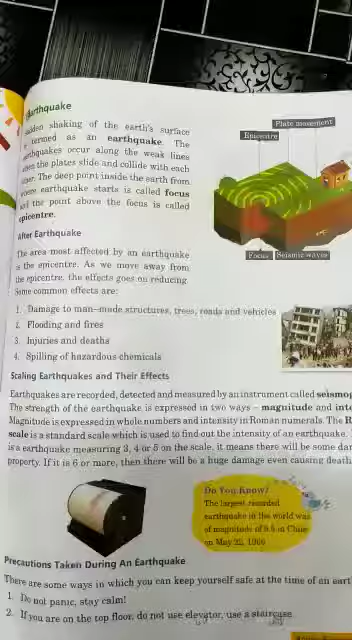 Earthquake
sudden shaking of the earth's surface
is termed as an earthquake. The
earthquakes occur along the weak lines
when the plates slide and collide with each
other. The deep point inside the earth from
where earthquake starts is called focus
and the point above the focus is called
epicentre.
Plate movement
Epicentre
Focus
Seismic waves
After Earthquake
The area most affected by an earthquake
is the epicentre. As we move away from
the epicentre, the effects goes on reducing.
Some common effects are:
1. Damage to man-made structures, trees, roads and vehicles
2. Flooding and fires
3. Injuries and deaths
4. Spilling of hazardous chemicals
Scaling Earthquakes and Their Effects
Earthquakes are recorded, detected and measured by an instrument called
The strength of the earthquake is expressed in two ways – magnitude and
Magnitude is expressed in whole numbers and intensity in Roman numerals. The
scale is a standard scale which is used to find out the intensity of an earthquake.
is a earthquake measuring 3, 4 or 5 on the scale, it means there will be some
property. If it is 6 or more, then there will be a huge damage even causing
Do You Know?
The largest recorded
earthquake in the world was
of magnitude of 9.5 in Chile
on May 22, 1960
Precautions Taken During An Earthquake
There are some ways in which you can keep yourself safe at the time of an
1. Do not panic, stay calm!
2. If you are on the top floor, do not use elevator, use a staircase.